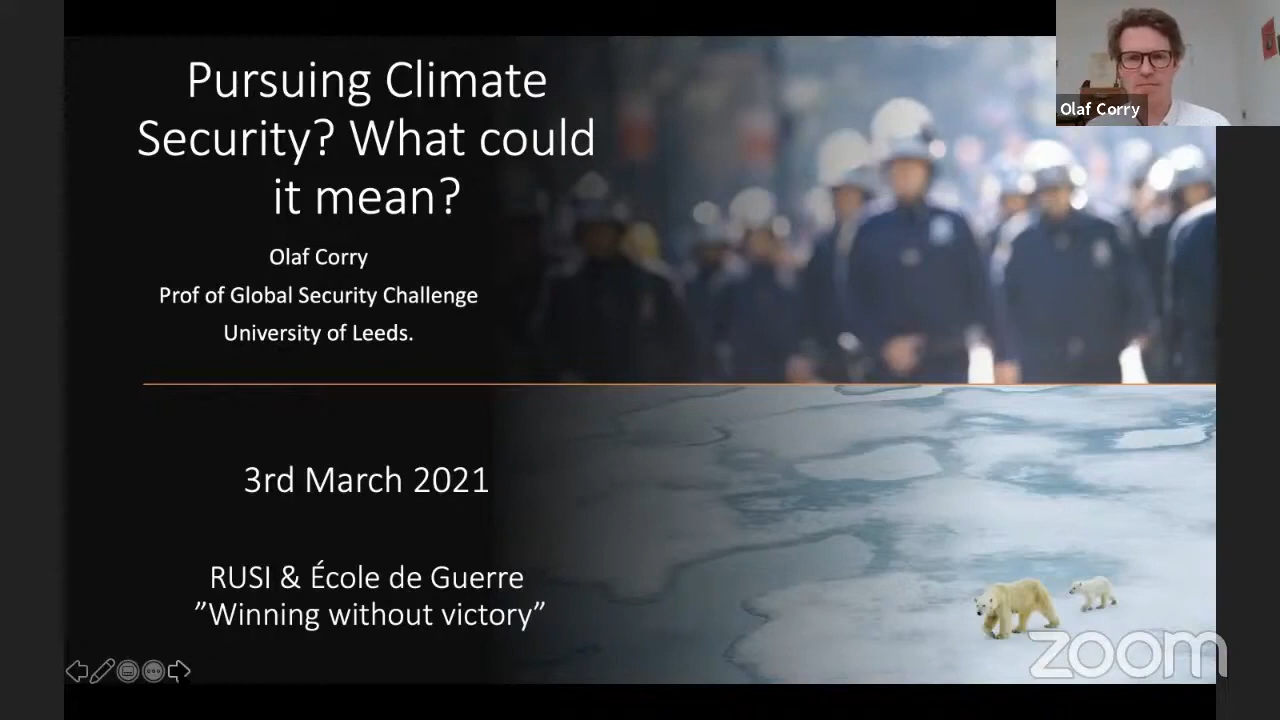 Pursuing Climate
Security? What could
it mean?
Olaf Corry
Prof of Global Security Challenge
University of Leeds.
3rd March 2021
RUSI & École de Guerre
”Winning without victory”
Olaf Corry
zoom